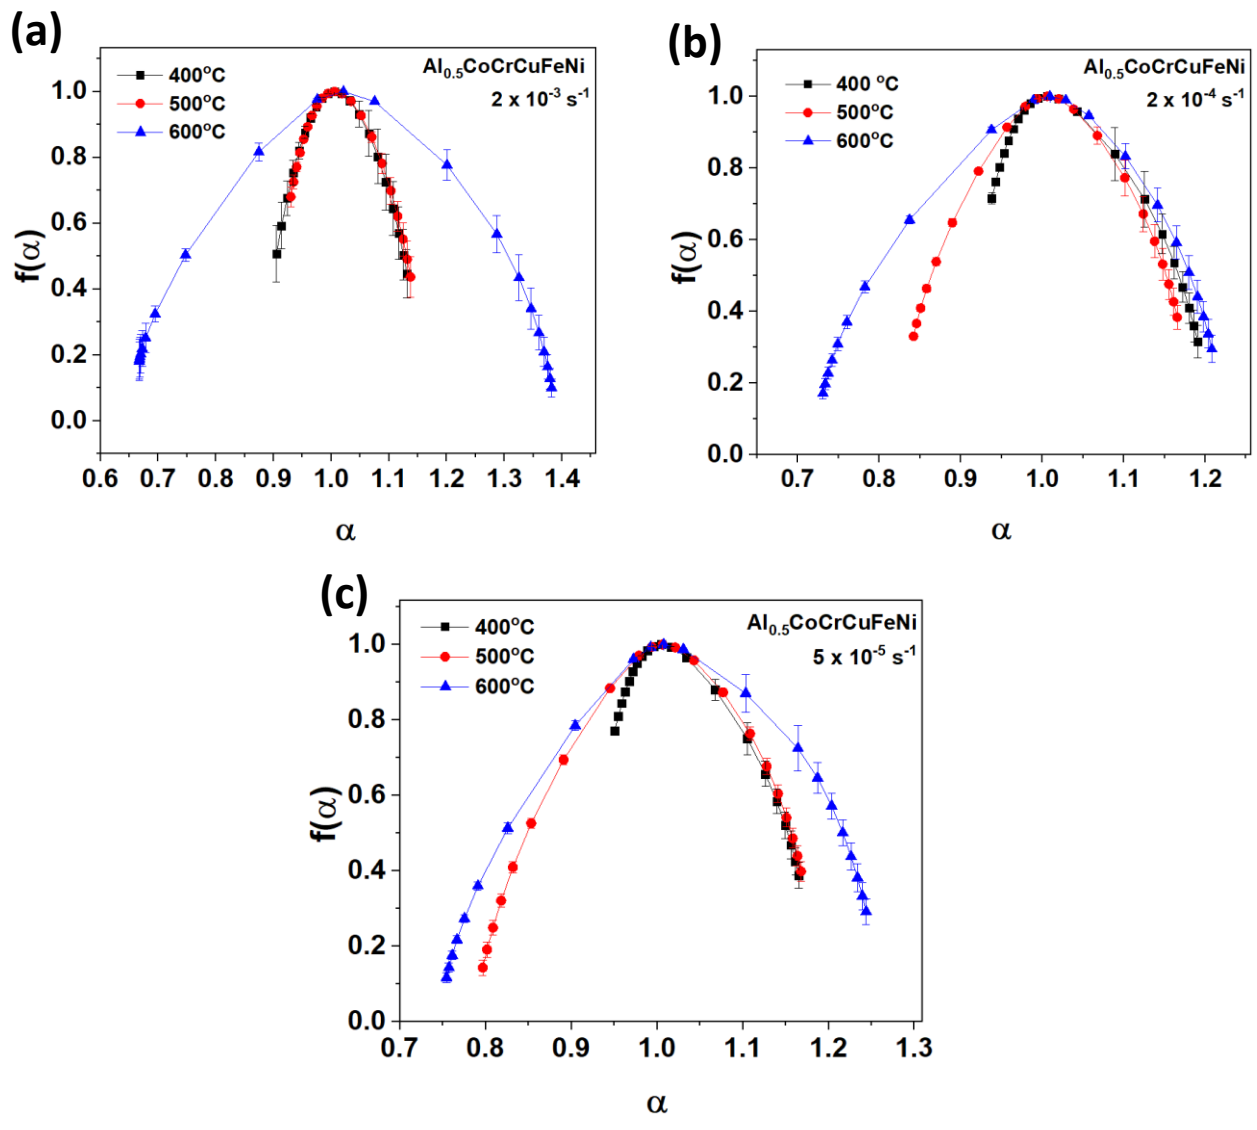 (a)
400°C
500°C
600°C
Al0.5CoCrCuFeNi
2 x 10-3 s-1
1.0
0.8
0.6
0.4
0.2
0.0
f(α)
0.6 0.7 0.8 0.9 1.0 1.1 1.2 1.3 1.4
α
(b)
400 °C
500°C
600°C
Al0.5CoCrCuFeNi
2 x 10-4 s-1
1.0
0.8
0.6
0.4
0.2
0.0
f(α)
0.7 0.8 0.9 1.0 1.1 1.2
α
(c)
400°C
500°C
600°C
Al0.5CoCrCuFeNi
5 x 10-5 s-1
1.0
0.8
0.6
0.4
0.2
0.0
f(α)
0.7 0.8 0.9 1.0 1.1 1.2 1.3
α